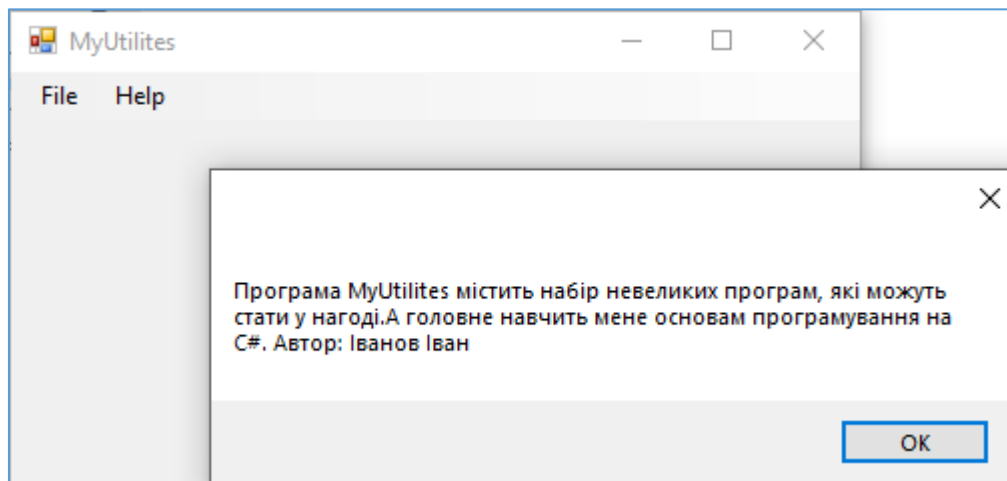 MyUtilites
File Help
Програма MyUtilites містить набір невеликих програм, які можуть
стати у нагоді.А головне навчить мене основам програмування на
C#. Автор: Іванов Іван
OK